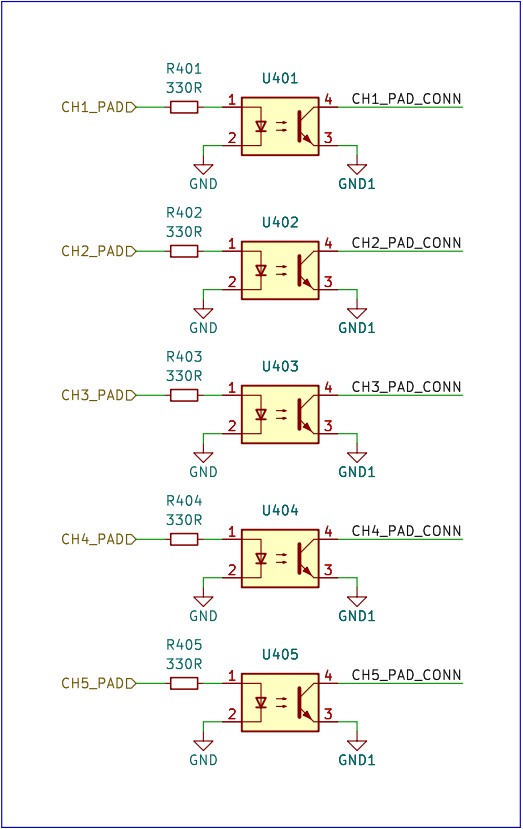 R401
330R
U401
CH1_PAD
1
4
CH1_PAD_CONN
2
3
GND
GND1
R402
330R
U402
CH2_PAD
1
4
CH2_PAD_CONN
2
3
GND
GND1
R403
330R
U403
CH3_PAD
1
4
CH3_PAD_CONN
2
3
GND
GND1
R404
330R
U404
CH4_PAD
1
4
CH4_PAD_CONN
2
3
GND
GND1
R405
330R
U405
CH5_PAD
1
4
CH5_PAD_CONN
2
3
GND
GND1